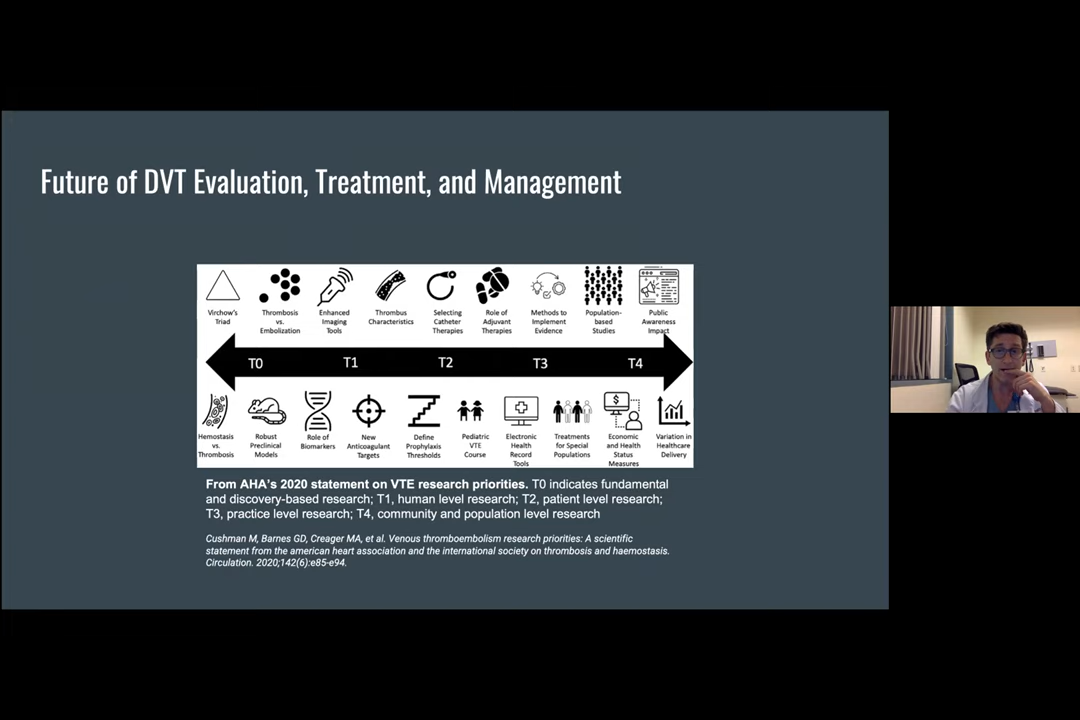 Future of DVT Evaluation, Treatment, and Management
Virchow's
Triad
Thrombosis
vs.
Embolization
Enhanced
Imaging
Tools
Thrombus
Characteristics
Selecting
Catheter
Therapies
Role of
Adjuvant
Therapies
Methods to
Implement
Evidence
Population-
based
Studies
Public
Awareness
Impact
T0 T1 T2 T3 T4
Hemostasis
vs.
Thrombosis
Robust
Preclinical
Models
Role of
Biomarkers
New
Anticoagulant
Targets
Define
Prophylaxis
Thresholds
Pediatric
VTE
Course
Electronic
Health
Record
Tools
Treatments
for Special
Populations
Economic
and Health
Status
Measures
Variation in
Healthcare
Delivery
From AHA's 2020 statement on VTE research priorities. T0 indicates fundamental
and discovery-based research; T1, human level research; T2, patient level research;
T3, practice level research; T4, community and population level research
Cushman M, Barnes GD, Creager MA, et al. Venous thromboembolism research priorities: A scientific
statement from the american heart association and the international society on thrombosis and haemostasis.
Circulation. 2020;142(6):e85-e94.